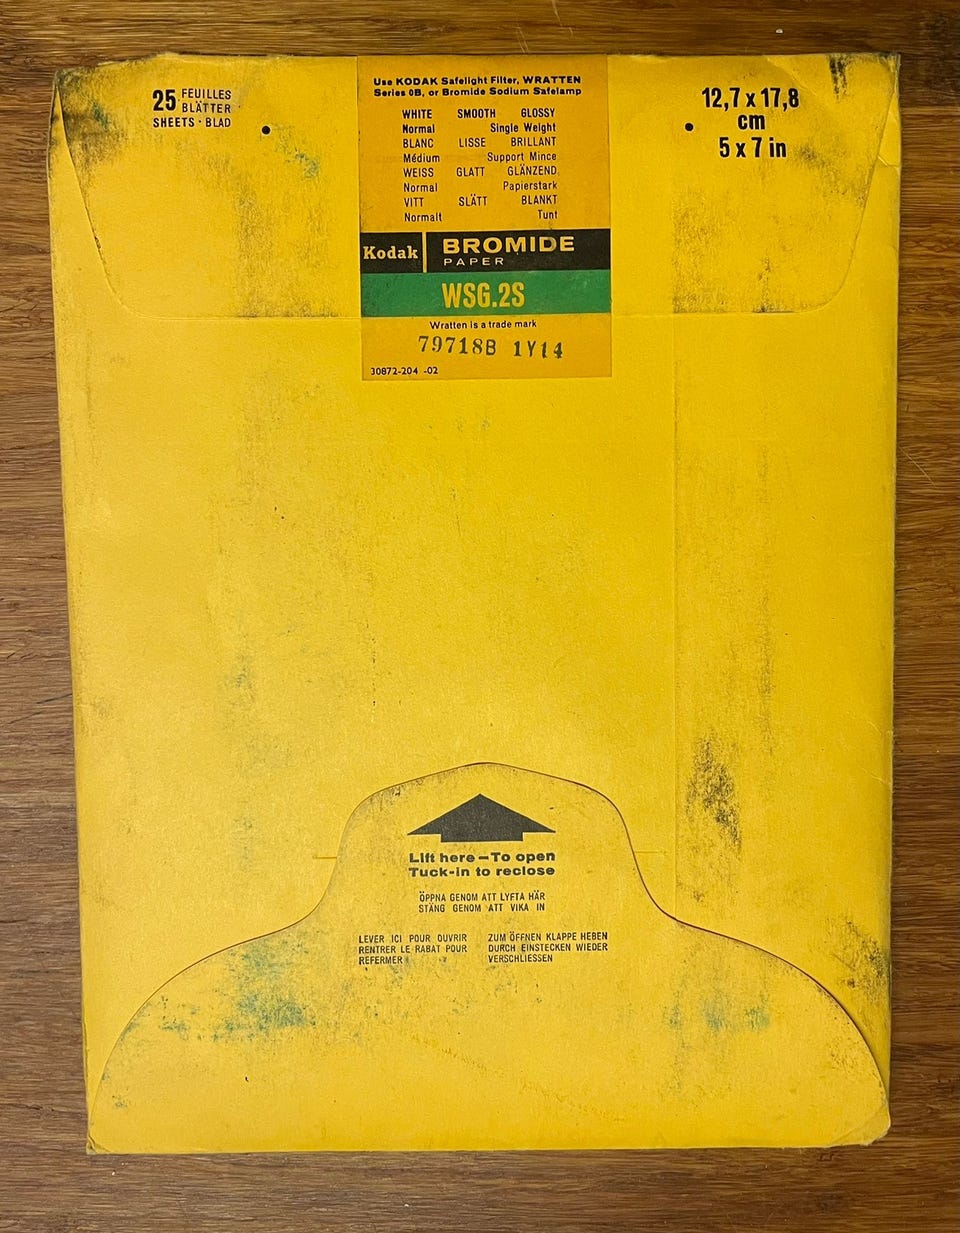 25 FEUILLES
BLÄTTER
SHEETS · BLAD
Use KODAK Safelight Filter, WRATTEN
Series 0B, or Bromide Sodium Safelamp
WHITE SMOOTH GLOSSY
Normal Single Weight
BLANC LISSE BRILLANT
Médium Support Mince
WEISS GLATT GLÄNZEND
Normal Papierstark
VITT SLÄTT BLANKT
Normalt Tunt
Kodak BROMIDE
PAPER
WSG.2S
Wratten is a trade mark
79718B 1Y14
30872-204 -02
12,7 x 17,8
cm
5 x 7 in
Lift here—To open
Tuck-in to reclose
ÖPPNA GENOM ATT LYFTA HÄR
STÄNG GENOM ATT VIKA IN
LEVER ICI POUR OUVRIR
RENTRER LE RABAT POUR
REFERMER
ZUM ÖFFNEN KLAPPE HEBEN
DURCH EINSTECKEN WIEDER
VERSCHLIESSEN